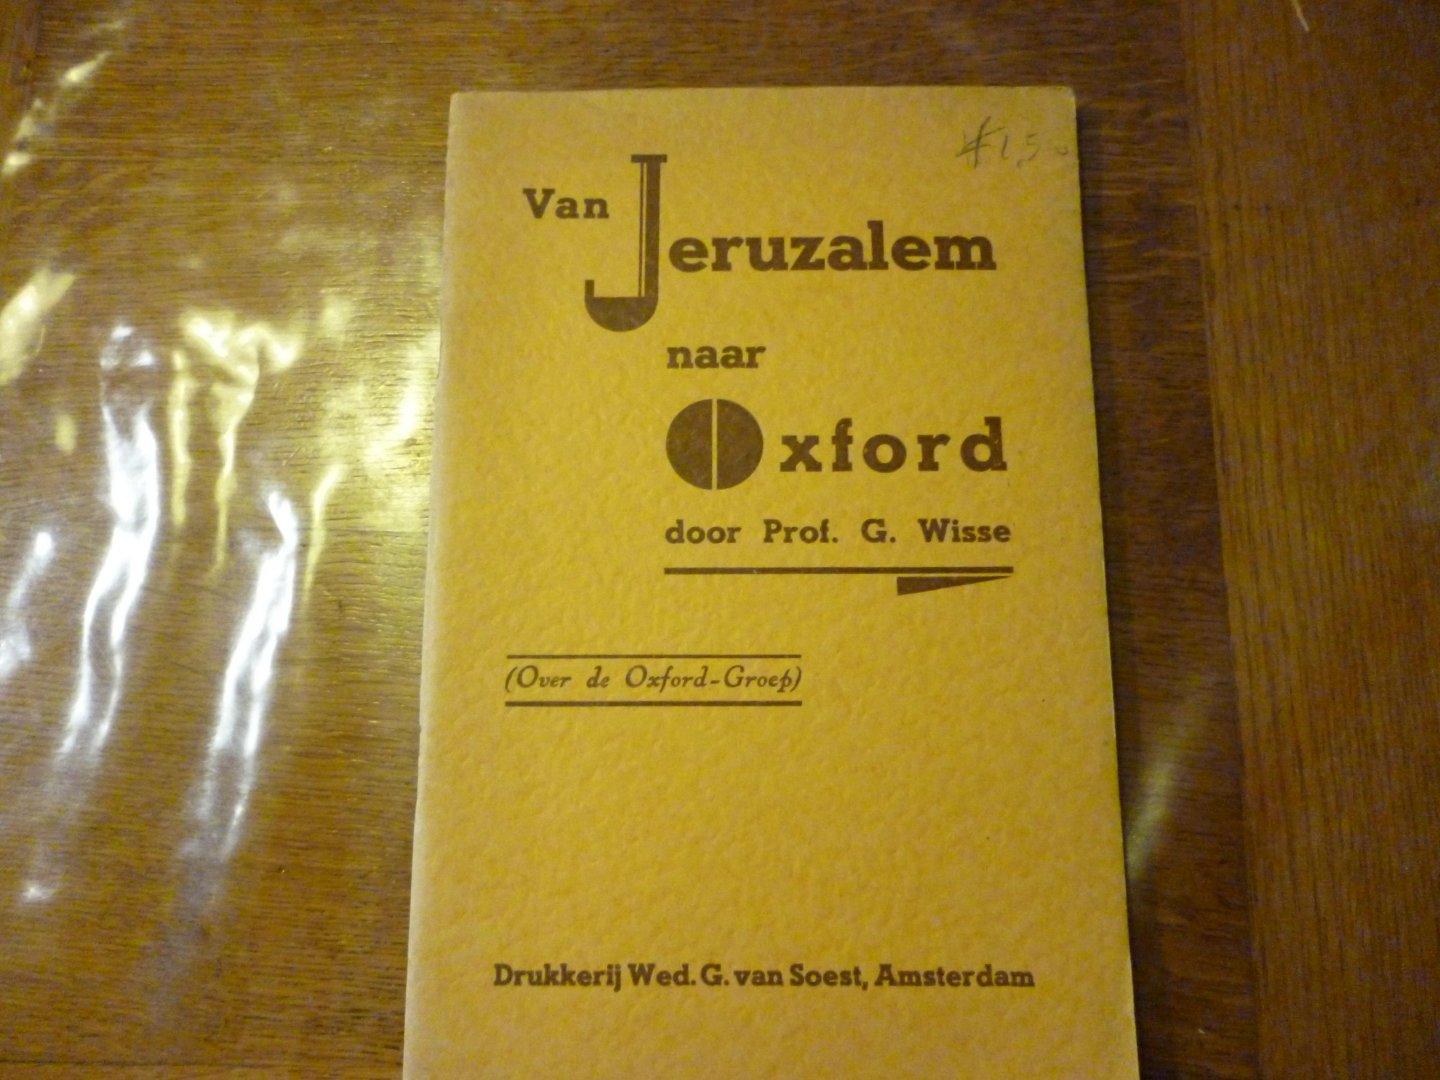 Van
Jeruzalem
naar
Oxford
door Prof. G. Wisse
(Over de Oxford-Groep)
Drukkerij Wed. G. van Soest, Amsterdam